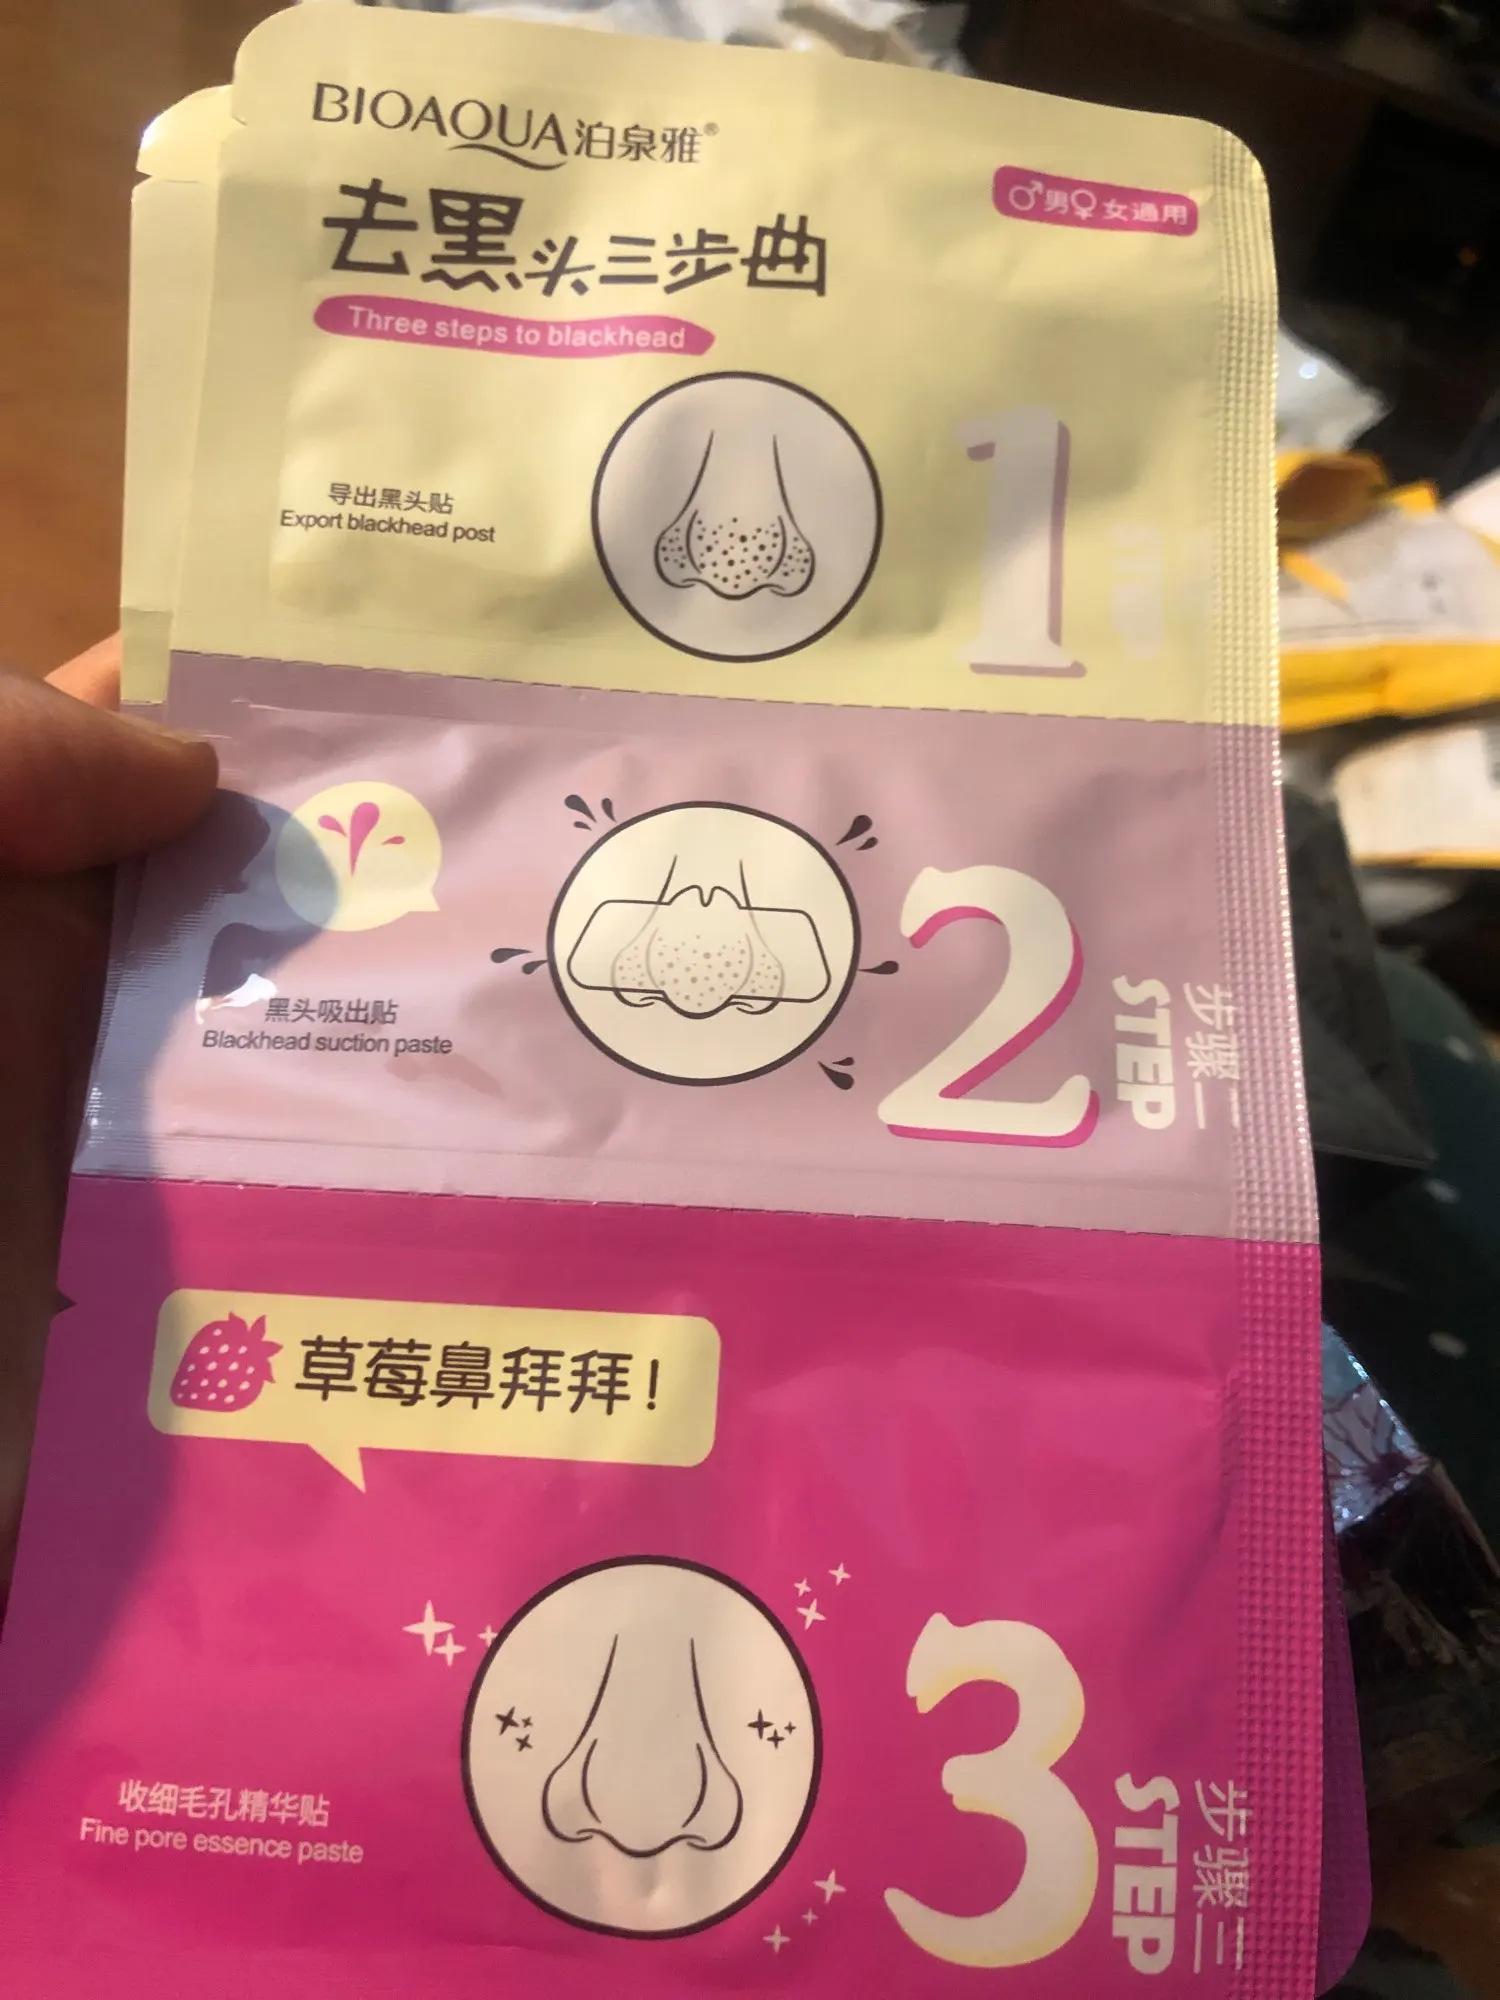 BIOAQUA泊泉雅®
♂男♀女通用
去黑头三步曲
Three steps to blackhead
导出黑头贴
Export blackhead post
1
STEP
黑头吸出贴
Blackhead suction paste
2
STEP
步骤二
草莓鼻拜拜!
收细毛孔精华贴
Fine pore essence paste
3
STEP
步骤三